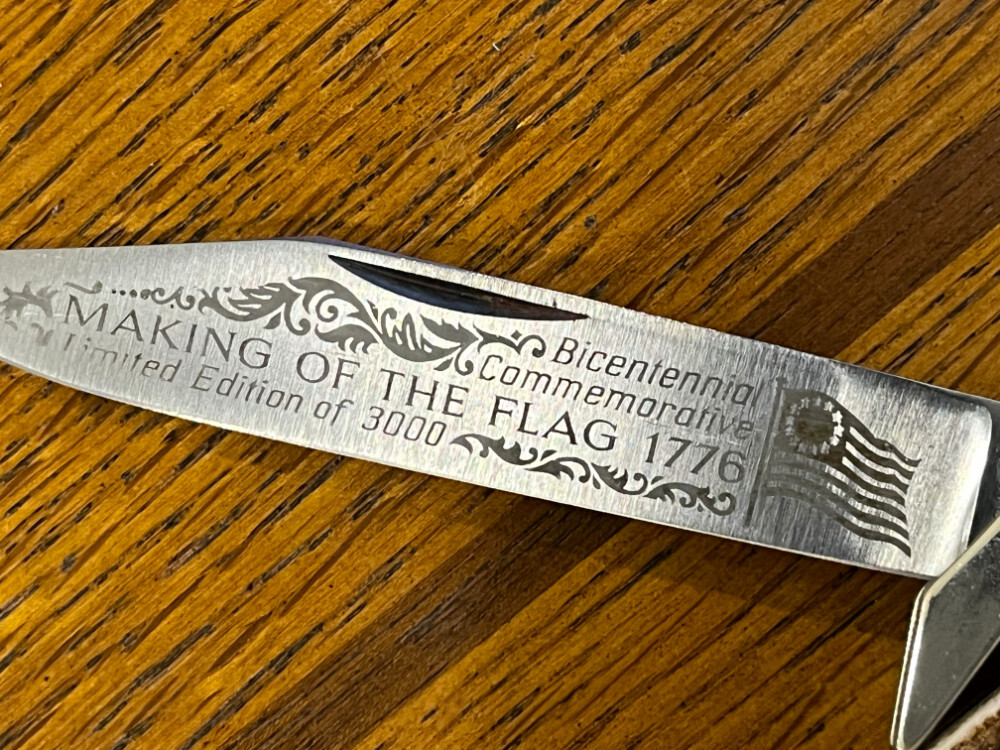 Bicentennial
Commemorative
MAKING OF THE FLAG 1776
Limited Edition of 3000